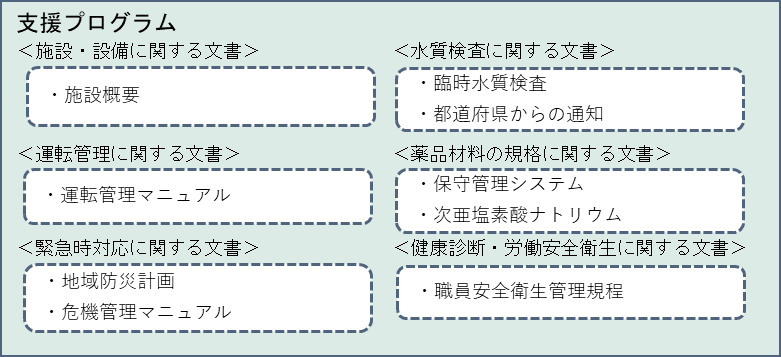 支援プログラム
＜施設・設備に関する文書＞
・施設概要
＜水質検査に関する文書＞
・臨時水質検査
・都道府県からの通知
＜運転管理に関する文書＞
・運転管理マニュアル
＜薬品材料の規格に関する文書＞
・保守管理システム
・次亜塩素酸ナトリウム
＜緊急時対応に関する文書＞
・地域防災計画
・危機管理マニュアル
＜健康診断・労働安全衛生に関する文書＞
・職員安全衛生管理規程